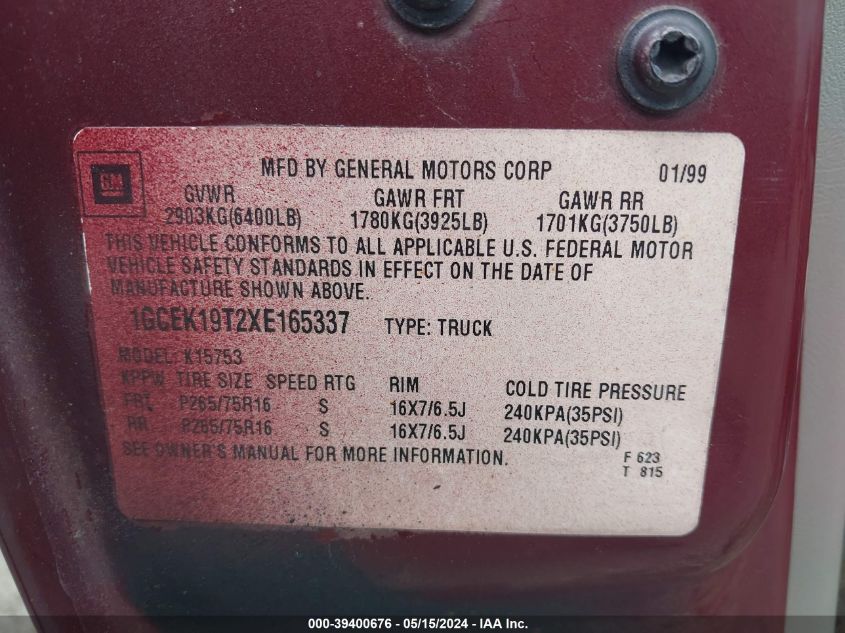 GM
MFD BY GENERAL MOTORS CORP 01/99
GVWR GAWR FRT GAWR RR
2903KG(6400LB) 1780KG(3925LB) 1701KG(3750LB)
THIS VEHICLE CONFORMS TO ALL APPLICABLE U.S. FEDERAL MOTOR
VEHICLE SAFETY STANDARDS IN EFFECT ON THE DATE OF
MANUFACTURE SHOWN ABOVE.
1GCEK19T2XE165337 TYPE: TRUCK
MODEL: K15753
KPPW TIRE SIZE SPEED RTG RIM COLD TIRE PRESSURE
FRT P265/75R16 S 16X7/6.5J 240KPA(35PSI)
RR P265/75R16 S 16X7/6.5J 240KPA(35PSI)
SEE OWNER'S MANUAL FOR MORE INFORMATION.
F 623
T 815
000-39400676 - 05/15/2024 - IAA Inc.